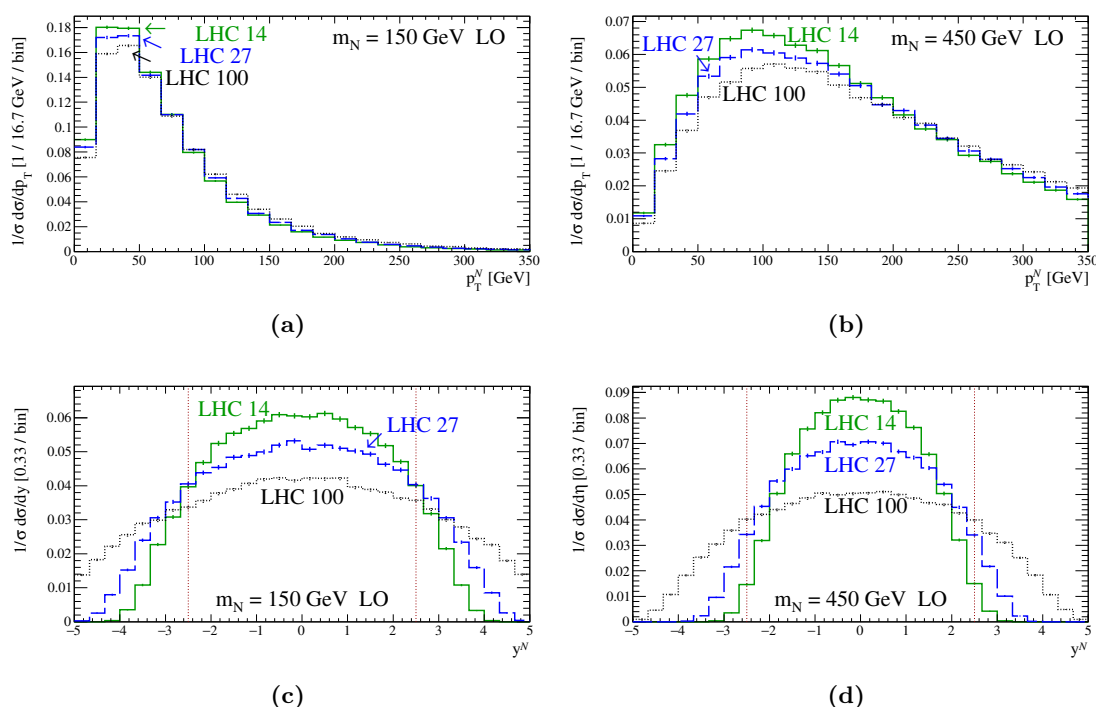 1/σ dσ/dp_T [1 / 16.7 GeV / bin]
0.18
0.16
0.14
0.12
0.1
0.08
0.06
0.04
0.02
0
LHC 14
LHC 27
LHC 100
m_N = 150 GeV LO
0 50 100 150 200 250 300 350
p_T^N [GeV]
(a)
1/σ dσ/dp_T [1 / 16.7 GeV / bin]
0.07
0.06
0.05
0.04
0.03
0.02
0.01
0
LHC 27
LHC 14
m_N = 450 GeV LO
LHC 100
0 50 100 150 200 250 300 350
p_T^N [GeV]
(b)
1/σ dσ/dy [0.33 / bin]
0.06
0.05
0.04
0.03
0.02
0.01
0
LHC 14
LHC 27
LHC 100
m_N = 150 GeV LO
−5 −4 −3 −2 −1 0 1 2 3 4 5
y^N
(c)
1/σ dσ/dη [0.33 / bin]
0.09
0.08
0.07
0.06
0.05
0.04
0.03
0.02
0.01
0
LHC 14
LHC 27
LHC 100
m_N = 450 GeV LO
−5 −4 −3 −2 −1 0 1 2 3 4 5
y^N
(d)